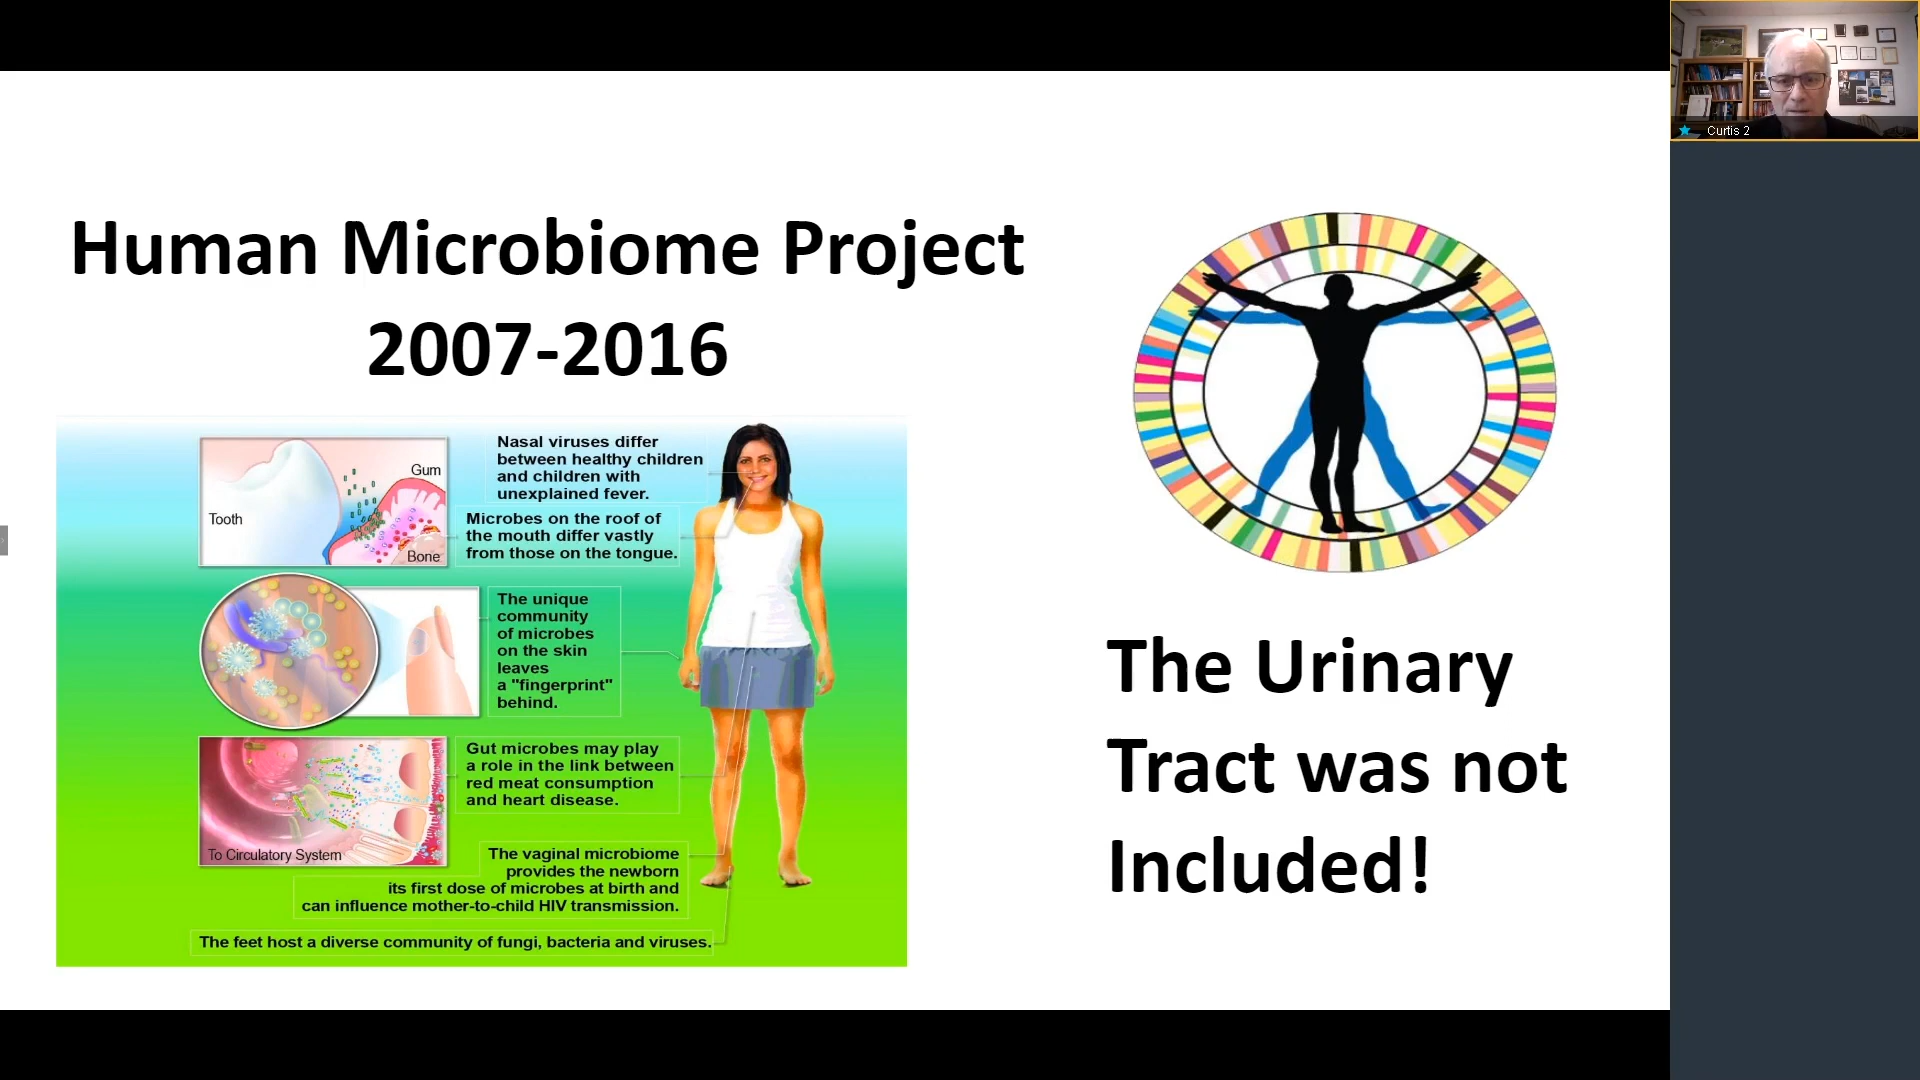 Human Microbiome Project
2007-2016
Gum
Tooth
Bone
Nasal viruses differ
between healthy children
and children with
unexplained fever.
Microbes on the roof of
the mouth differ vastly
from those on the tongue.
The unique
community
of microbes
on the skin
leaves
a "fingerprint"
behind.
Gut microbes may play
a role in the link between
red meat consumption
and heart disease.
To Circulatory System
The vaginal microbiome
provides the newborn
its first dose of microbes at birth and
can influence mother-to-child HIV transmission.
The feet host a diverse community of fungi, bacteria and viruses.
The Urinary
Tract was not
Included!
Curtis 2